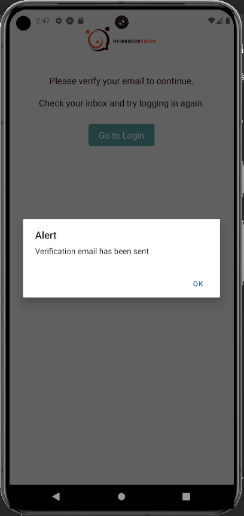 2:47
NEIGHBOURSHARE
Please verify your email to continue.
Check your inbox and try logging in again.
Go to Login
Alert
Verification email has been sent
OK